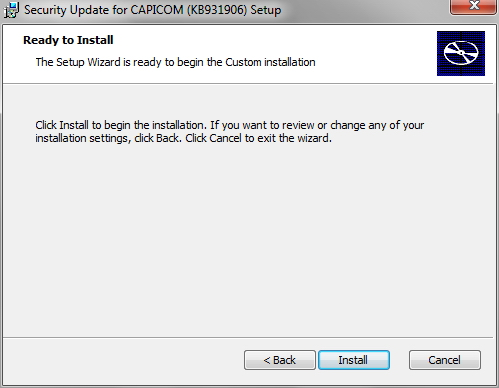 Security Update for CAPICOM (KB931906) Setup
Ready to Install
The Setup Wizard is ready to begin the Custom installation
Click Install to begin the installation. If you want to review or change any of your
installation settings, click Back. Click Cancel to exit the wizard.
< Back Install Cancel